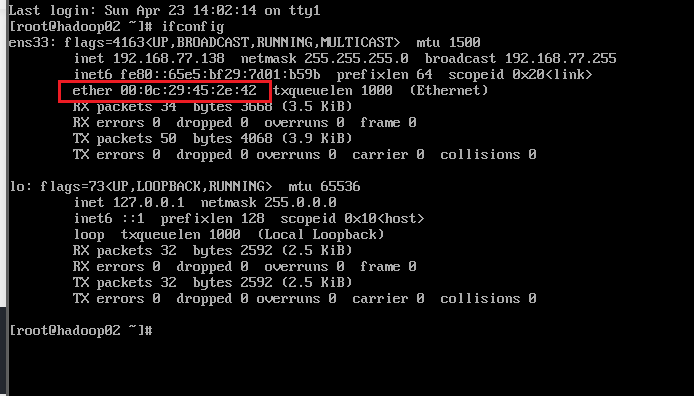 Last login: Sun Apr 23 14:02:14 on tty1
[root@hadoop02 ~]# ifconfig
ens33: flags=4163<UP,BROADCAST,RUNNING,MULTICAST>  mtu 1500
        inet 192.168.77.138  netmask 255.255.255.0  broadcast 192.168.77.255
        inet6 fe80::65e5:bf29:7d01:b59b  prefixlen 64  scopeid 0x20<link>
        ether 00:0c:29:45:2e:42  txqueuelen 1000  (Ethernet)
        RX packets 34  bytes 3668 (3.5 KiB)
        RX errors 0  dropped 0  overruns 0  frame 0
        TX packets 50  bytes 4068 (3.9 KiB)
        TX errors 0  dropped 0 overruns 0  carrier 0  collisions 0
lo: flags=73<UP,LOOPBACK,RUNNING>  mtu 65536
        inet 127.0.0.1  netmask 255.0.0.0
        inet6 ::1  prefixlen 128  scopeid 0x10<host>
        loop  txqueuelen 1000  (Local Loopback)
        RX packets 32  bytes 2592 (2.5 KiB)
        RX errors 0  dropped 0  overruns 0  frame 0
        TX packets 32  bytes 2592 (2.5 KiB)
        TX errors 0  dropped 0 overruns 0  carrier 0  collisions 0
[root@hadoop02 ~]#